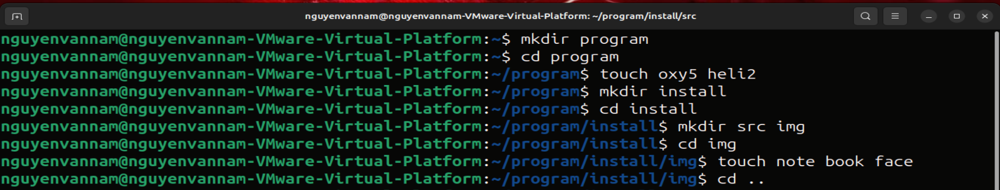 nguyenvannam@nguyenvannam-VMware-Virtual-Platform: ~/program/install/src
nguyenvannam@nguyenvannam-VMware-Virtual-Platform:~$ mkdir program
nguyenvannam@nguyenvannam-VMware-Virtual-Platform:~$ cd program
nguyenvannam@nguyenvannam-VMware-Virtual-Platform:~/program$ touch oxy5 heli2
nguyenvannam@nguyenvannam-VMware-Virtual-Platform:~/program$ mkdir install
nguyenvannam@nguyenvannam-VMware-Virtual-Platform:~/program$ cd install
nguyenvannam@nguyenvannam-VMware-Virtual-Platform:~/program/install$ mkdir src img
nguyenvannam@nguyenvannam-VMware-Virtual-Platform:~/program/install$ cd img
nguyenvannam@nguyenvannam-VMware-Virtual-Platform:~/program/install/img$ touch note book face
nguyenvannam@nguyenvannam-VMware-Virtual-Platform:~/program/install/img$ cd ..